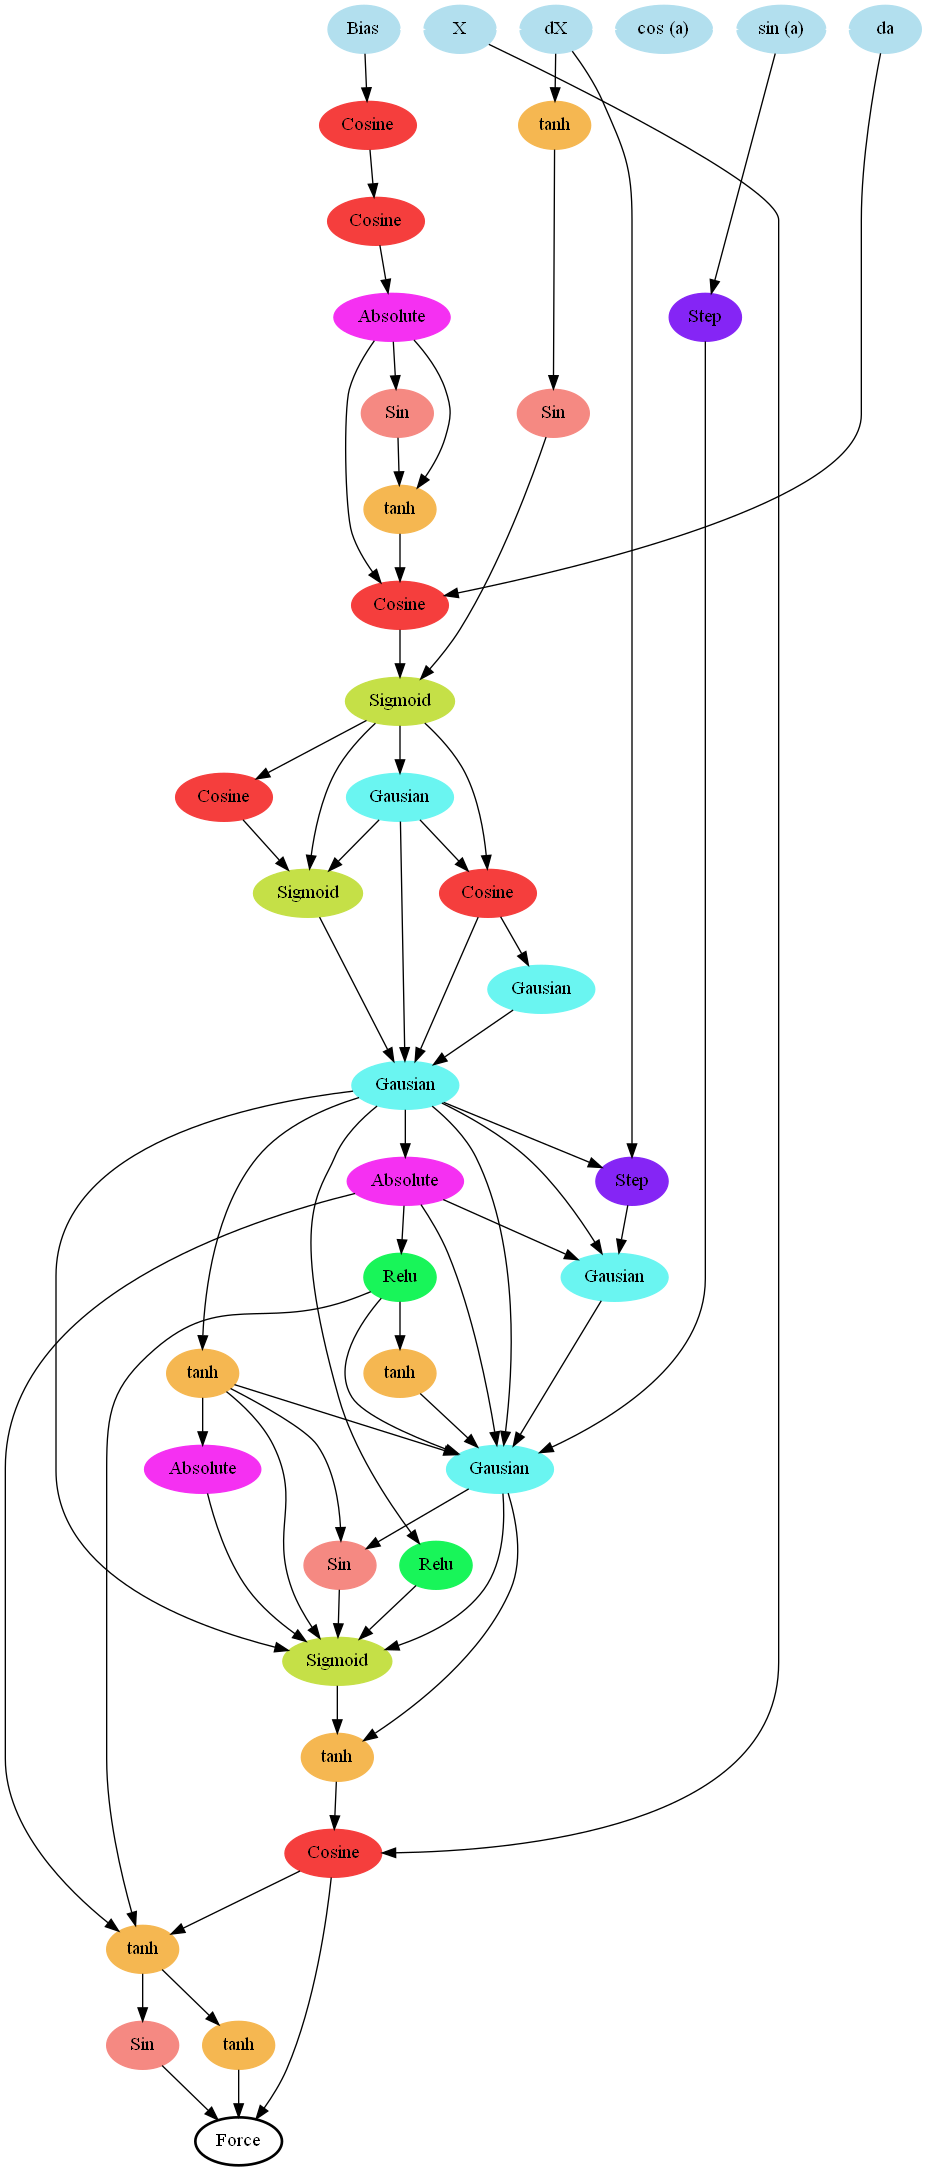 Bias X dX cos (a) sin (a) da
Cosine tanh
Cosine
Absolute Step
Sin Sin
tanh
Cosine
Sigmoid
Cosine Gausian
Sigmoid Cosine
Gausian
Gausian
Absolute Step
Relu Gausian
tanh tanh
Absolute Gausian
Sin Relu
Sigmoid
tanh
Cosine
tanh
Sin tanh
Force